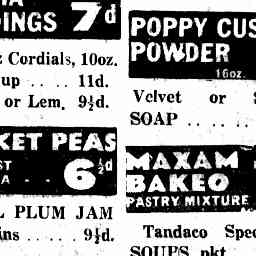 DINGS 7d
Cordials, 10oz.
up .... 11d.
or Lem. 9½d.
KET PEAS
6½d
PLUM JAM
ins ..... 9½d.
POPPY CUS
POWDER
16oz.
Velvet or
SOAP .....
MAXAM
BAKEO
PASTRY MIXTURE
Tandaco Spec
SOUPS pkt